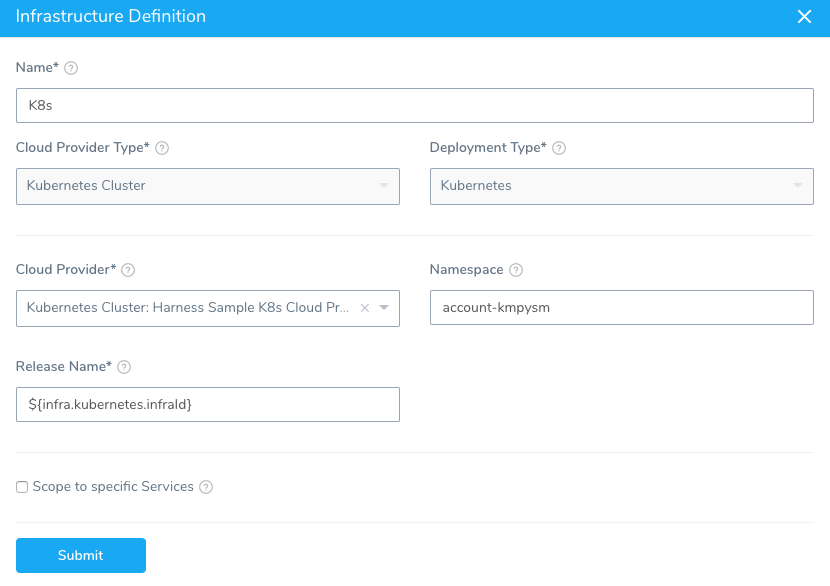 Infrastructure Definition
Name* ?
K8s
Cloud Provider Type* ? Deployment Type* ?
Kubernetes Cluster Kubernetes
Cloud Provider* ? Namespace ?
Kubernetes Cluster: Harness Sample K8s Cloud Pr... account-kmpysm
Release Name* ?
${infra.kubernetes.infraId}
Scope to specific Services ?
Submit